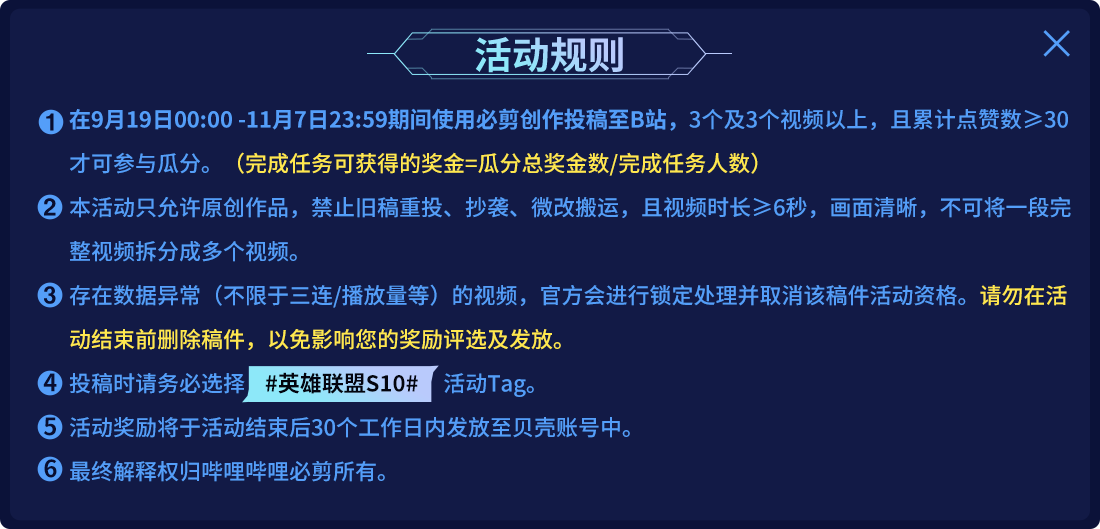 活动规则
❶ 在9月19日00:00 -11月7日23:59期间使用必剪创作投稿至B站，3个及3个视频以上，且累计点赞数≥30
才可参与瓜分。（完成任务可获得的奖金=瓜分总奖金数/完成任务人数）
❷ 本活动只允许原创作品，禁止旧稿重投、抄袭、微改搬运，且视频时长≥6秒，画面清晰，不可将一段完
整视频拆分成多个视频。
❸ 存在数据异常（不限于三连/播放量等）的视频，官方会进行锁定处理并取消该稿件活动资格。请勿在活
动结束前删除稿件，以免影响您的奖励评选及发放。
❹ 投稿时请务必选择 #英雄联盟S10# 活动Tag。
❺ 活动奖励将于活动结束后30个工作日内发放至贝壳账号中。
❻ 最终解释权归哔哩哔哩必剪所有。